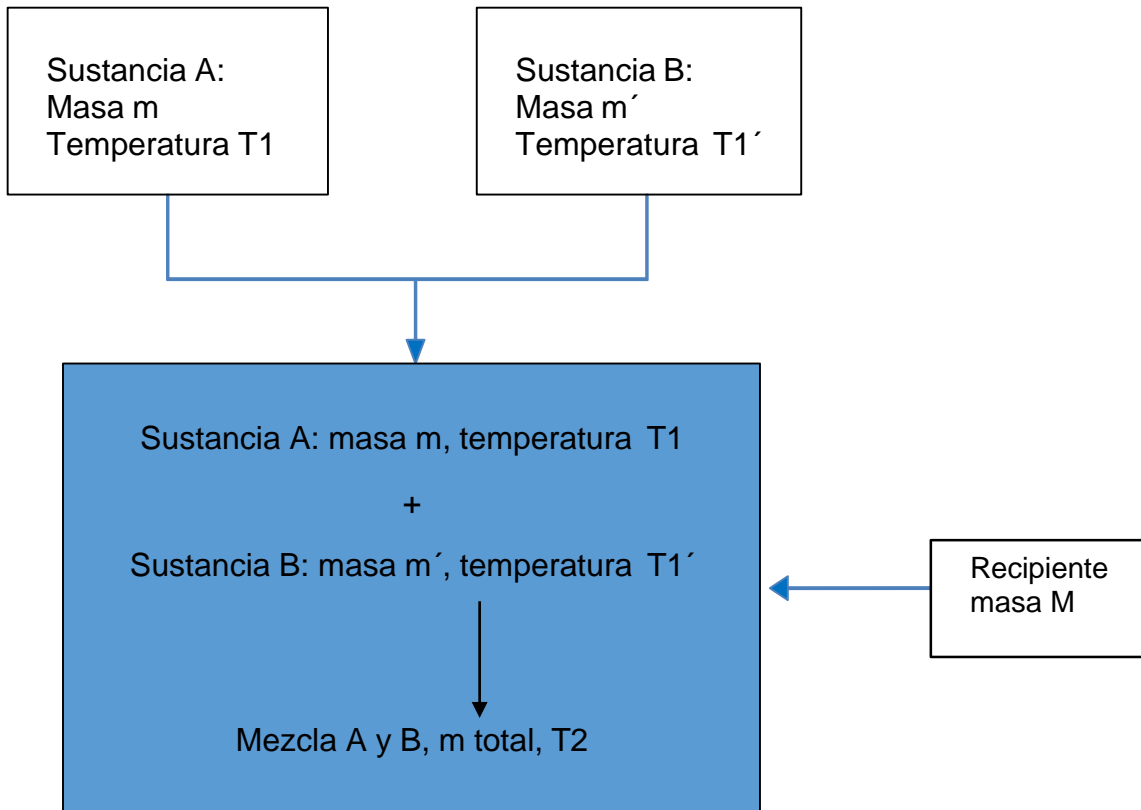 Sustancia A:
Masa m
Temperatura T1
Sustancia B:
Masa m´
Temperatura T1´
Sustancia A: masa m, temperatura T1
+
Sustancia B: masa m´, temperatura T1´
Mezcla A y B, m total, T2
Recipiente
masa M